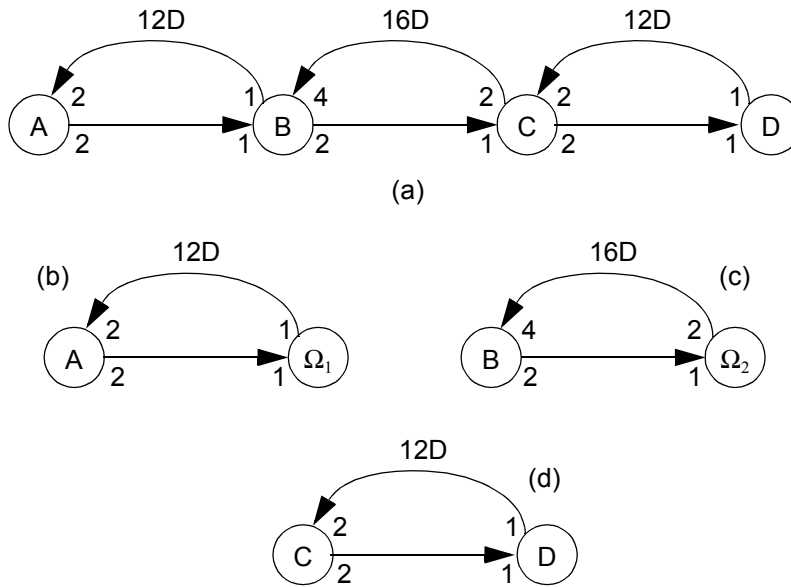 12D 16D 12D
2 1 4 2 2 1
A B C D
2 1 2 1 2 1
(a)
(b) 12D 16D (c)
2 1 4 2
A Ω1 B Ω2
2 1 2 1
12D (d)
2 1
C D
2 1